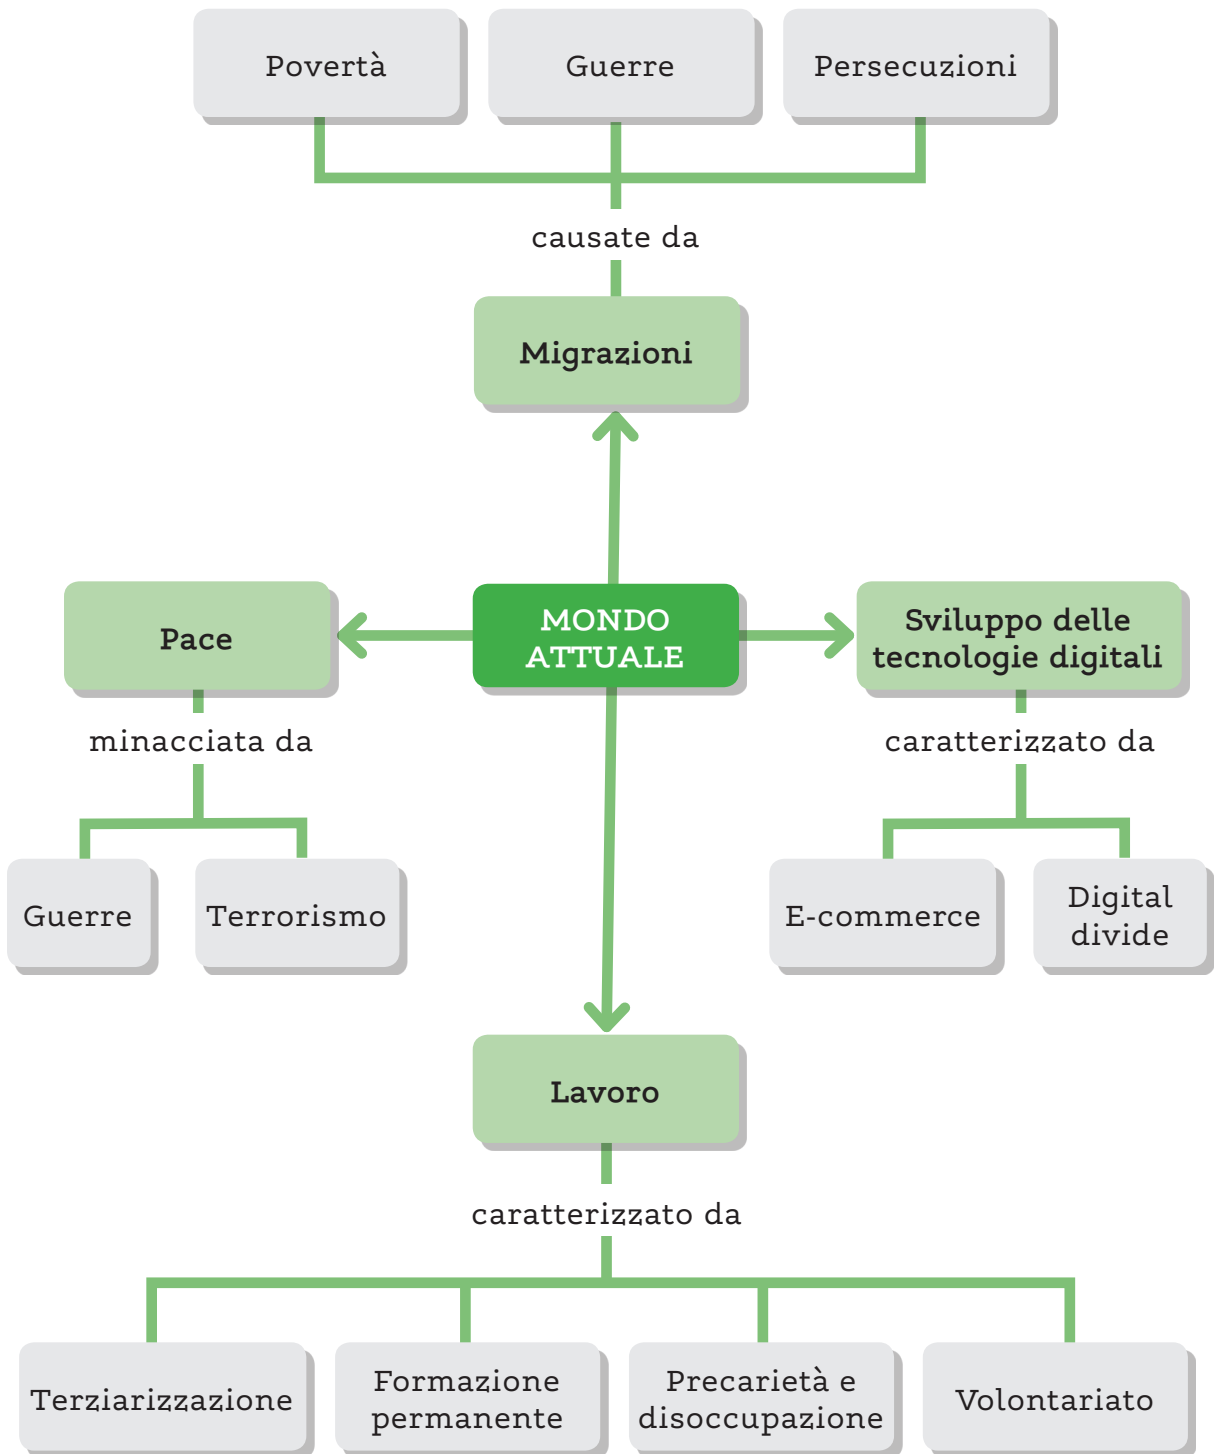 Povertà
Guerre
Persecuzioni
causate da
Migrazioni
MONDO
ATTUALE
Pace
minacciata da
Guerre
Terrorismo
Sviluppo delle
tecnologie digitali
caratterizzato da
E-commerce
Digital
divide
Lavoro
caratterizzato da
Terziarizzazione
Formazione
permanente
Precarietà e
disoccupazione
Volontariato